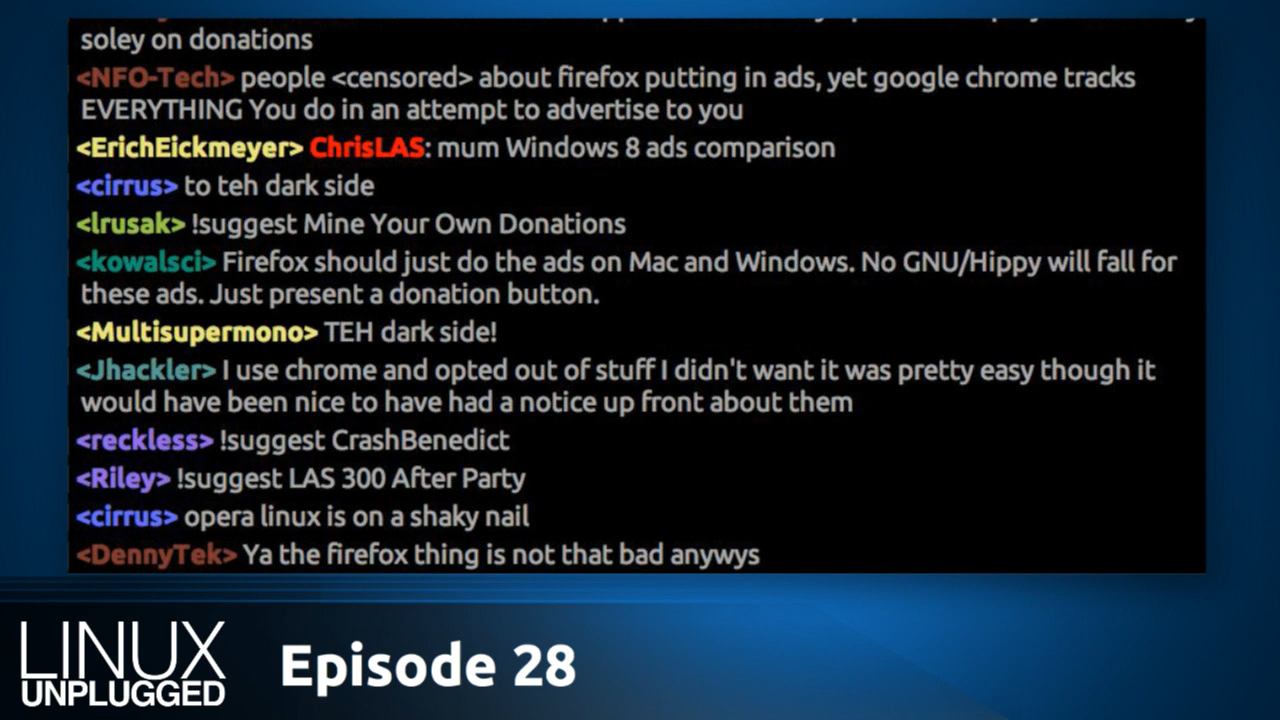 soley on donations
<NFO-Tech> people <censored> about firefox putting in ads, yet google chrome tracks
EVERYTHING You do in an attempt to advertise to you
<ErichEickmeyer> ChrisLAS: mum Windows 8 ads comparison
<cirrus> to teh dark side
<lrusak> !suggest Mine Your Own Donations
<kowalsci> Firefox should just do the ads on Mac and Windows. No GNU/Hippy will fall for
these ads. Just present a donation button.
<Multisupermono> TEH dark side!
<Jhackler> I use chrome and opted out of stuff I didn't want it was pretty easy though it
would have been nice to have had a notice up front about them
<reckless> !suggest CrashBenedict
<Riley> !suggest LAS 300 After Party
<cirrus> opera linux is on a shaky nail
<DennyTek> Ya the firefox thing is not that bad anywys
LINUX
UNPLUGGED
Episode 28